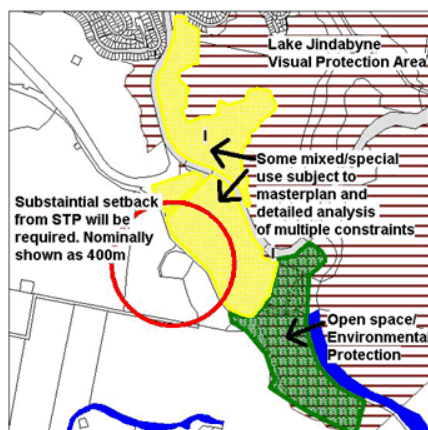 Lake Jindabyne
Visual Protection Area
Some mixed/special
use subject to
masterplan and
detailed analysis
of multiple constraints
Substaintial setback
from STP will be
required. Nominally
shown as 400m
Open space/
Environmental
Protection